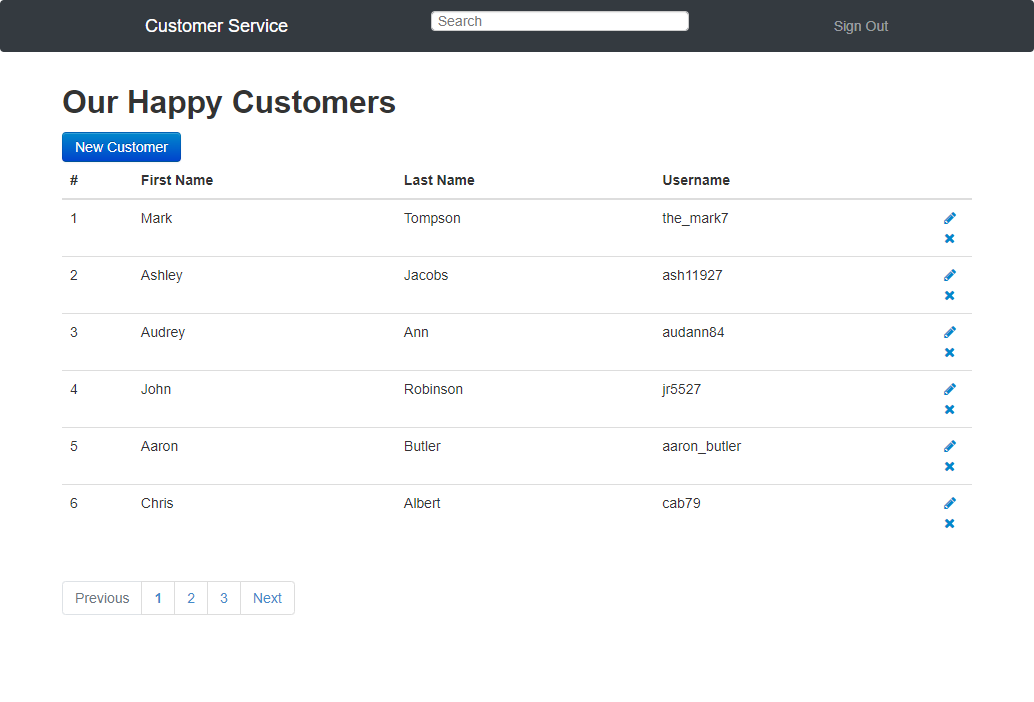 Customer Service Search Sign Out
Our Happy Customers
New Customer
# First Name Last Name Username
1 Mark Tompson the_mark7
2 Ashley Jacobs ash11927
3 Audrey Ann audann84
4 John Robinson jr5527
5 Aaron Butler aaron_butler
6 Chris Albert cab79
Previous 1 2 3 Next